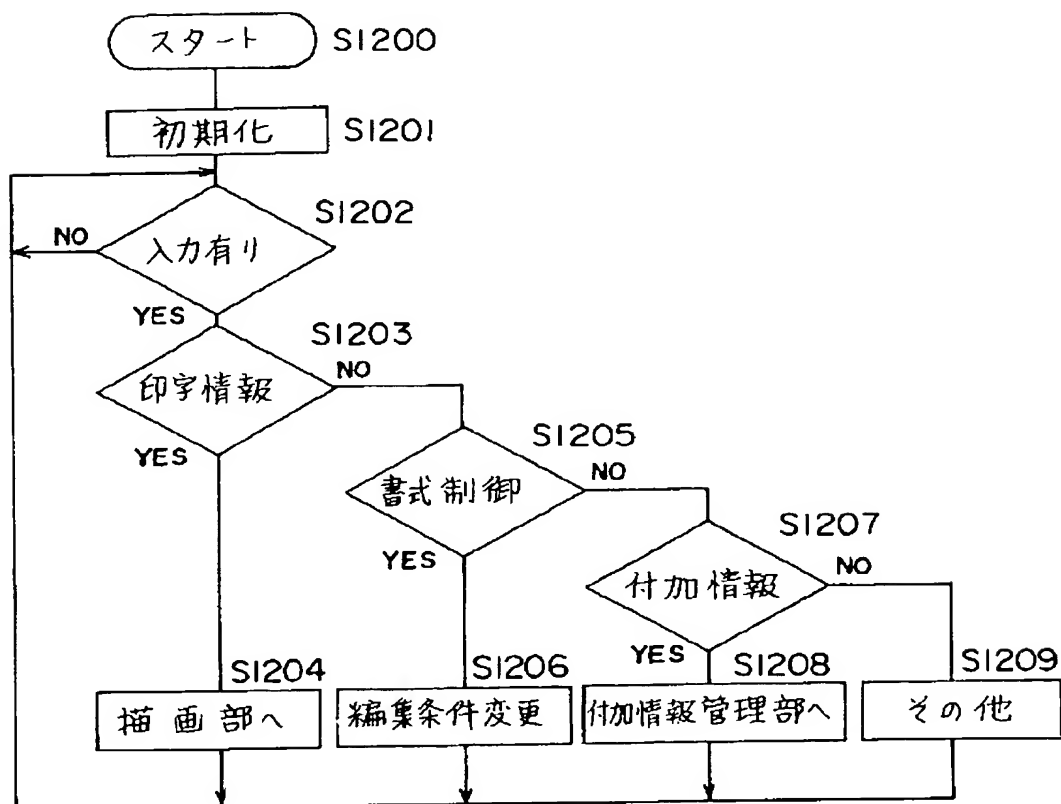 スタート S1200
初期化 S1201
S1202
NO 入力有り
YES
S1203
印字情報 NO
YES
S1205
書式制御 NO
YES
S1207
付加情報 NO
YES
S1204 S1206 S1208 S1209
描画部へ 編集条件変更 付加情報管理部へ その他